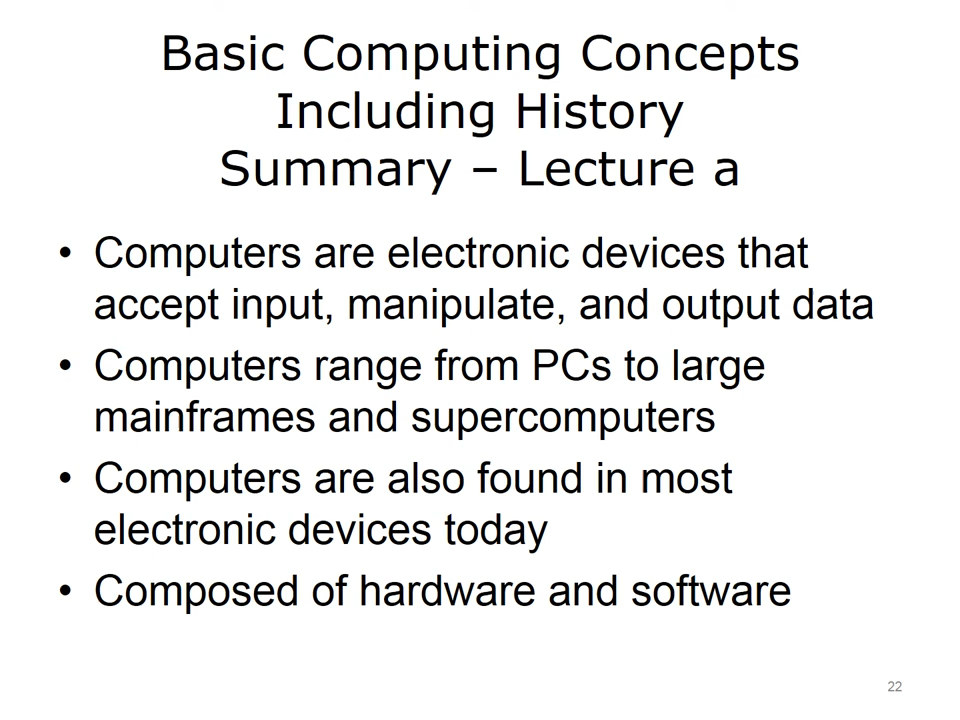 Basic Computing Concepts
Including History
Summary – Lecture a
• Computers are electronic devices that
accept input, manipulate, and output data
• Computers range from PCs to large
mainframes and supercomputers
• Computers are also found in most
electronic devices today
• Composed of hardware and software
22